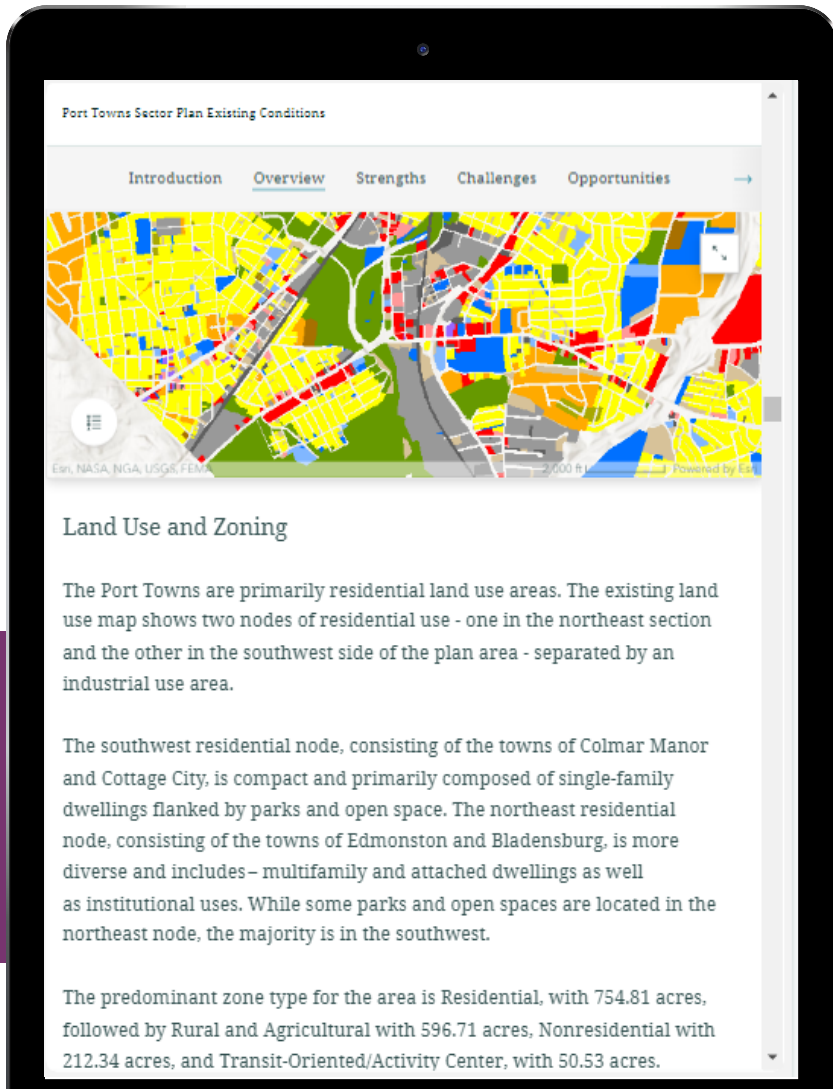 Port Towns Sector Plan Existing Conditions
Introduction Overview Strengths Challenges Opportunities →
Esri, NASA, NGA, USGS, FEMA 2,000 ft Powered by Esri
Land Use and Zoning
The Port Towns are primarily residential land use areas. The existing land
use map shows two nodes of residential use - one in the northeast section
and the other in the southwest side of the plan area - separated by an
industrial use area.
The southwest residential node, consisting of the towns of Colmar Manor
and Cottage City, is compact and primarily composed of single-family
dwellings flanked by parks and open space. The northeast residential
node, consisting of the towns of Edmonston and Bladensburg, is more
diverse and includes– multifamily and attached dwellings as well
as institutional uses. While some parks and open spaces are located in the
northeast node, the majority is in the southwest.
The predominant zone type for the area is Residential, with 754.81 acres,
followed by Rural and Agricultural with 596.71 acres, Nonresidential with
212.34 acres, and Transit-Oriented/Activity Center, with 50.53 acres.